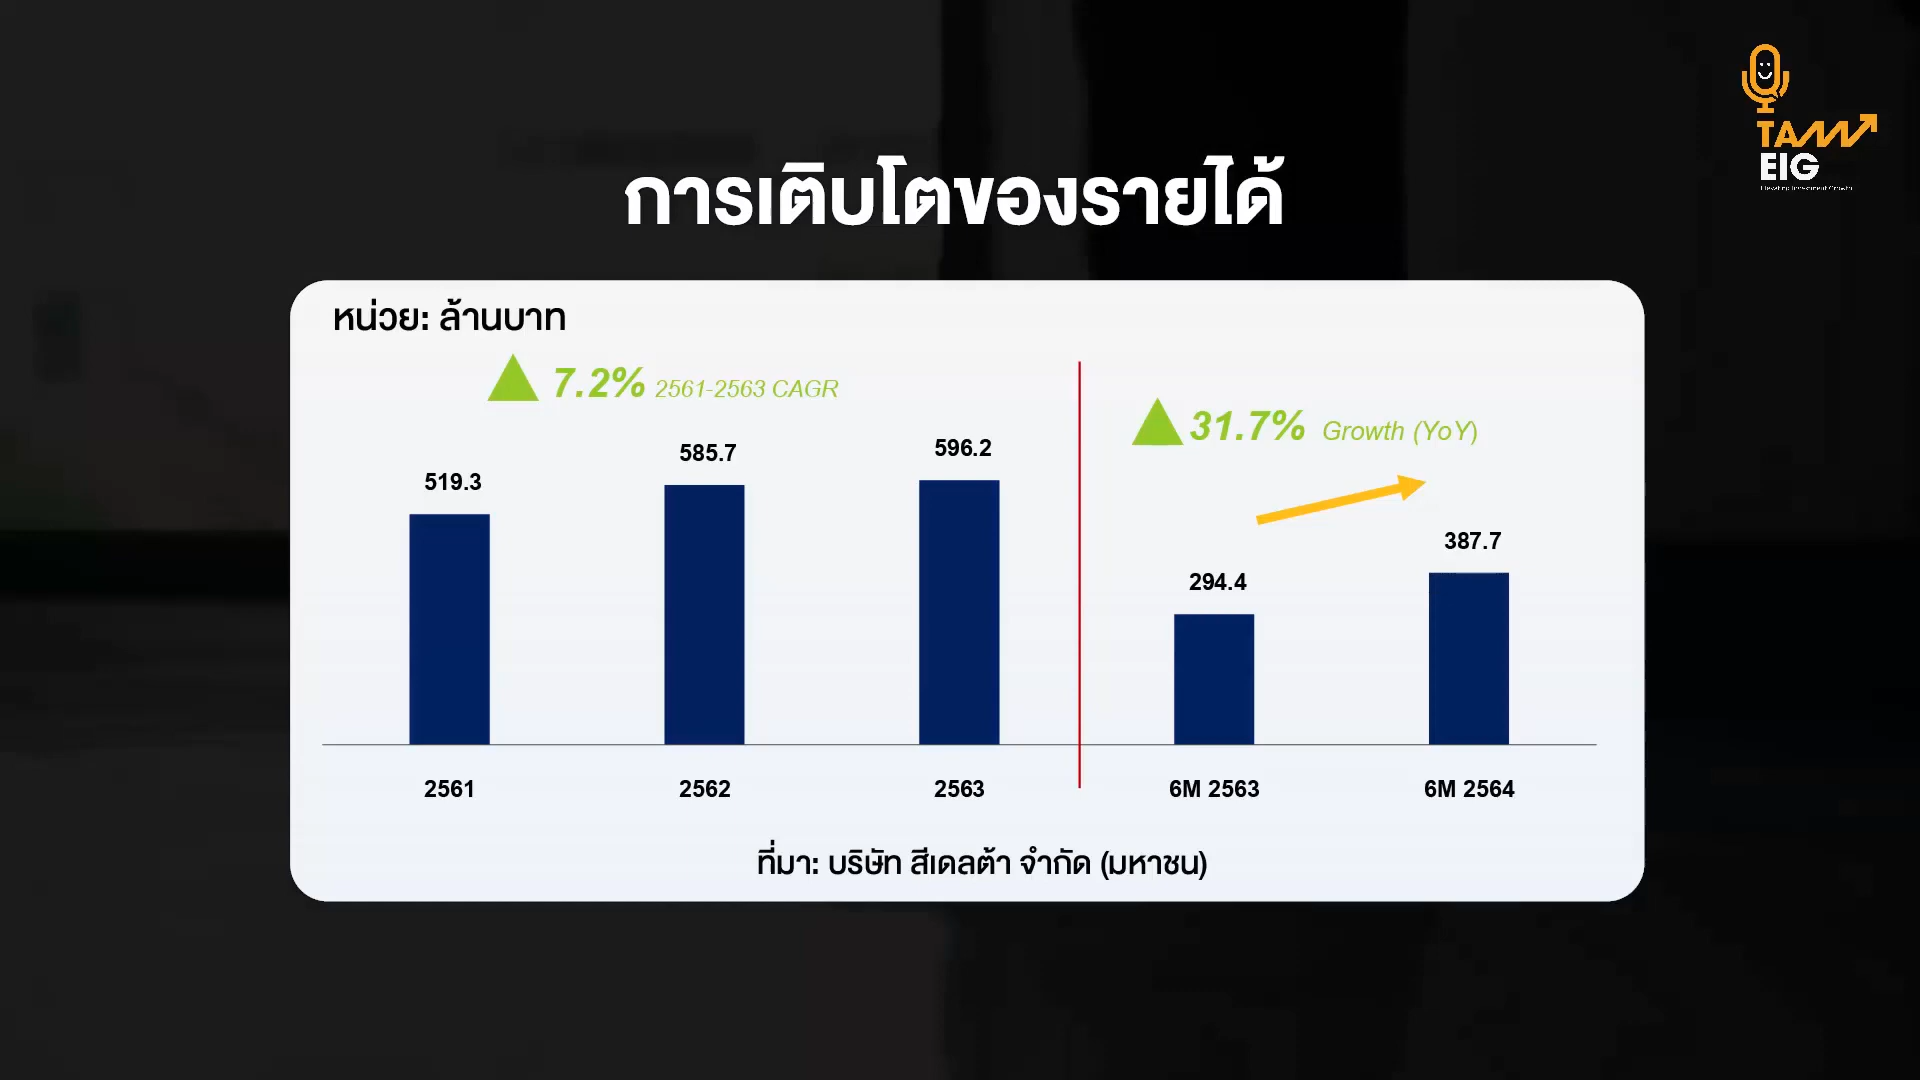 TAM
EIG
การเติบโตของรายได้
หน่วย: ล้านบาท
7.2% 2561-2563 CAGR
31.7% Growth (YoY)
519.3
585.7
596.2
294.4
387.7
2561
2562
2563
6M 2563
6M 2564
ที่มา: บริษัท สีเดลต้า จำกัด (มหาชน)